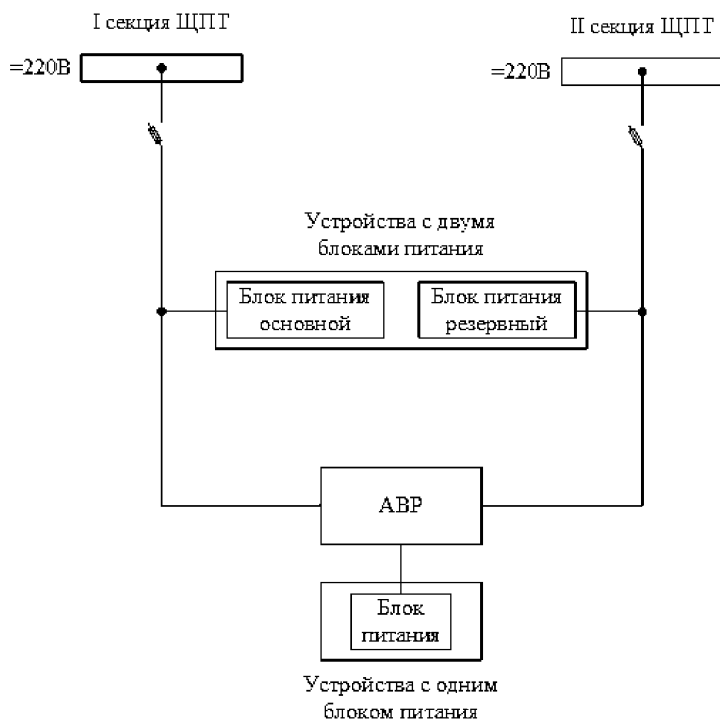 I секция ЩПТ
II секция ЩПТ
=220В
=220В
Устройства с двумя
блоками питания
Блок питания
основной
Блок питания
резервный
АВР
Блок
питания
Устройства с одним
блоком питания